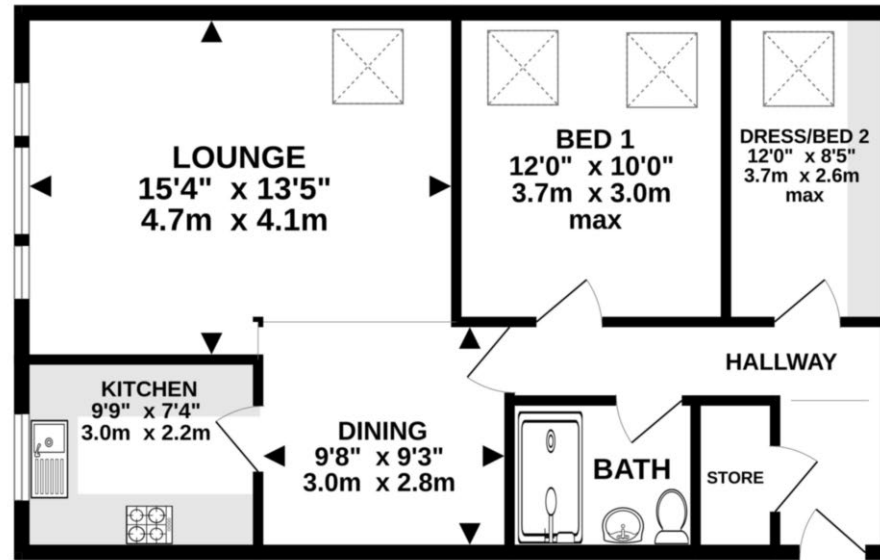 LOUNGE
15'4" x 13'5"
4.7m x 4.1m
BED 1
12'0" x 10'0"
3.7m x 3.0m
max
DRESS/BED 2
12'0" x 8'5"
3.7m x 2.6m
max
HALLWAY
KITCHEN
9'9" x 7'4"
3.0m x 2.2m
DINING
9'8" x 9'3"
3.0m x 2.8m
BATH
STORE